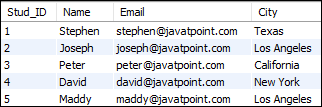 Stud_ID Name Email City
1 Stephen stephen@javatpoint.com Texas
2 Joseph joseph@javatpoint.com Los Angeles
3 Peter peter@javatpoint.com California
4 David david@javatpoint.com New York
5 Maddy maddy@javatpoint.com Los Angeles